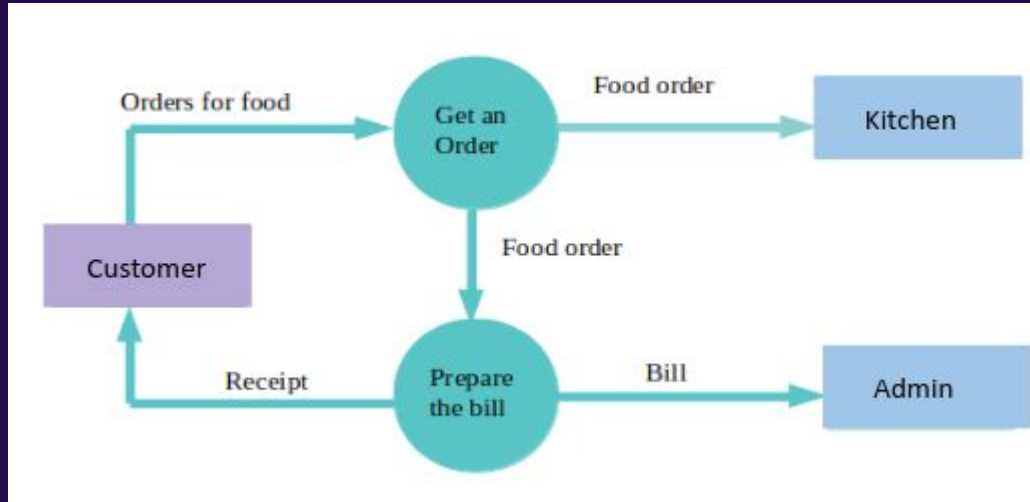 Orders for food
Get an
Order
Food order
Kitchen
Customer
Food order
Receipt
Prepare
the bill
Bill
Admin